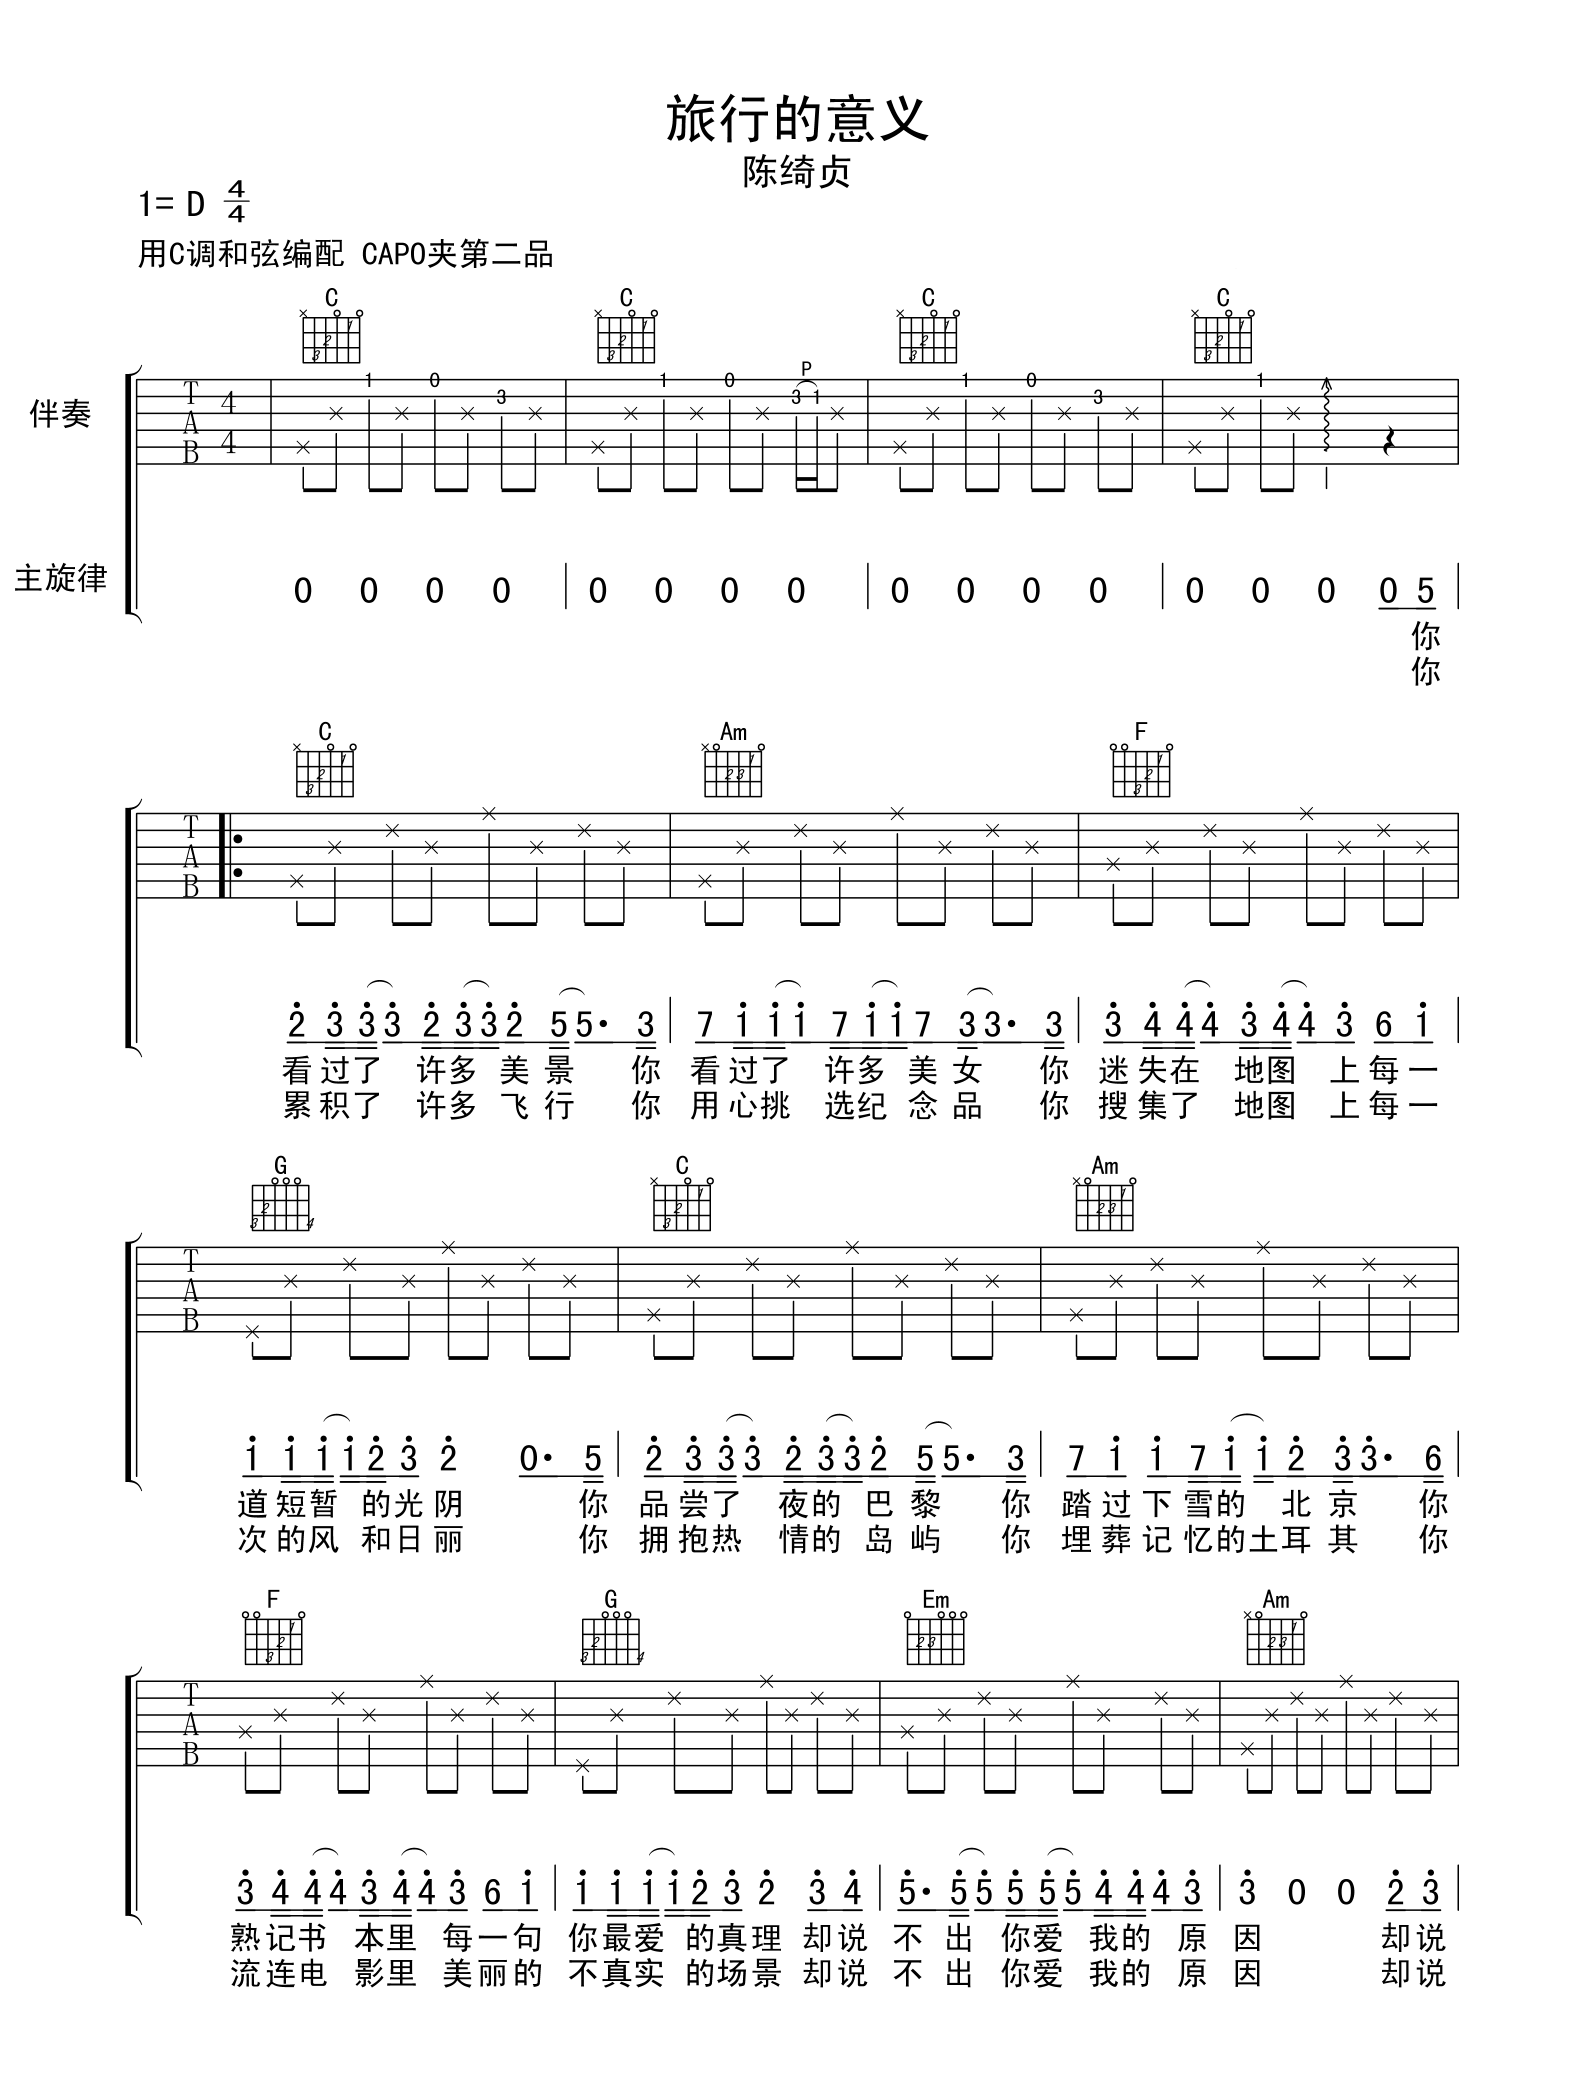 旅行的意义
陈绮贞
1= D 4/4
用C调和弦编配 CAPO夹第二品
C C C C
伴奏 TAB 4/4 1 0 3 1 0 P 3 1 1 0 3 1
主旋律 0 0 0 0 | 0 0 0 0 | 0 0 0 0 | 0 0 0 0 5
你
你
C Am F
TAB
2 3 3 3 2 3 3 2 5 5· 3 | 7 1 1 1 7 1 1 7 3 3· 3 | 3 4 4 4 3 4 4 3 6 1
看过了 许多 美景 你 看过了 许多 美女 你 迷失在 地图 上每一
累积了 许多 飞行 你 用心挑 选纪 念品 你 搜集了 地图 上每一
G C Am
TAB
1 1 1 1 2 3 2 0· 5 | 2 3 3 3 2 3 3 2 5 5· 3 | 7 1 1 7 1 1 2 3 3· 6
道短暂 的光阴 你 品尝了 夜的 巴黎 你 踏过下雪的 北京 你
次的风 和日丽 你 拥抱热 情的 岛屿 你 埋葬记忆的土耳其 你
F G Em Am
TAB
3 4 4 4 3 4 4 3 6 1 | 1 1 1 1 2 3 2 3 4 | 5· 5 5 5 5 5 4 4 4 3 | 3 0 0 2 3
熟记书 本里 每一句 你最爱 的真理 却说 不 出 你爱 我的 原 因 却说
流连电 影里 美丽的 不真实 的场景 却说 不 出 你爱 我的 原 因 却说